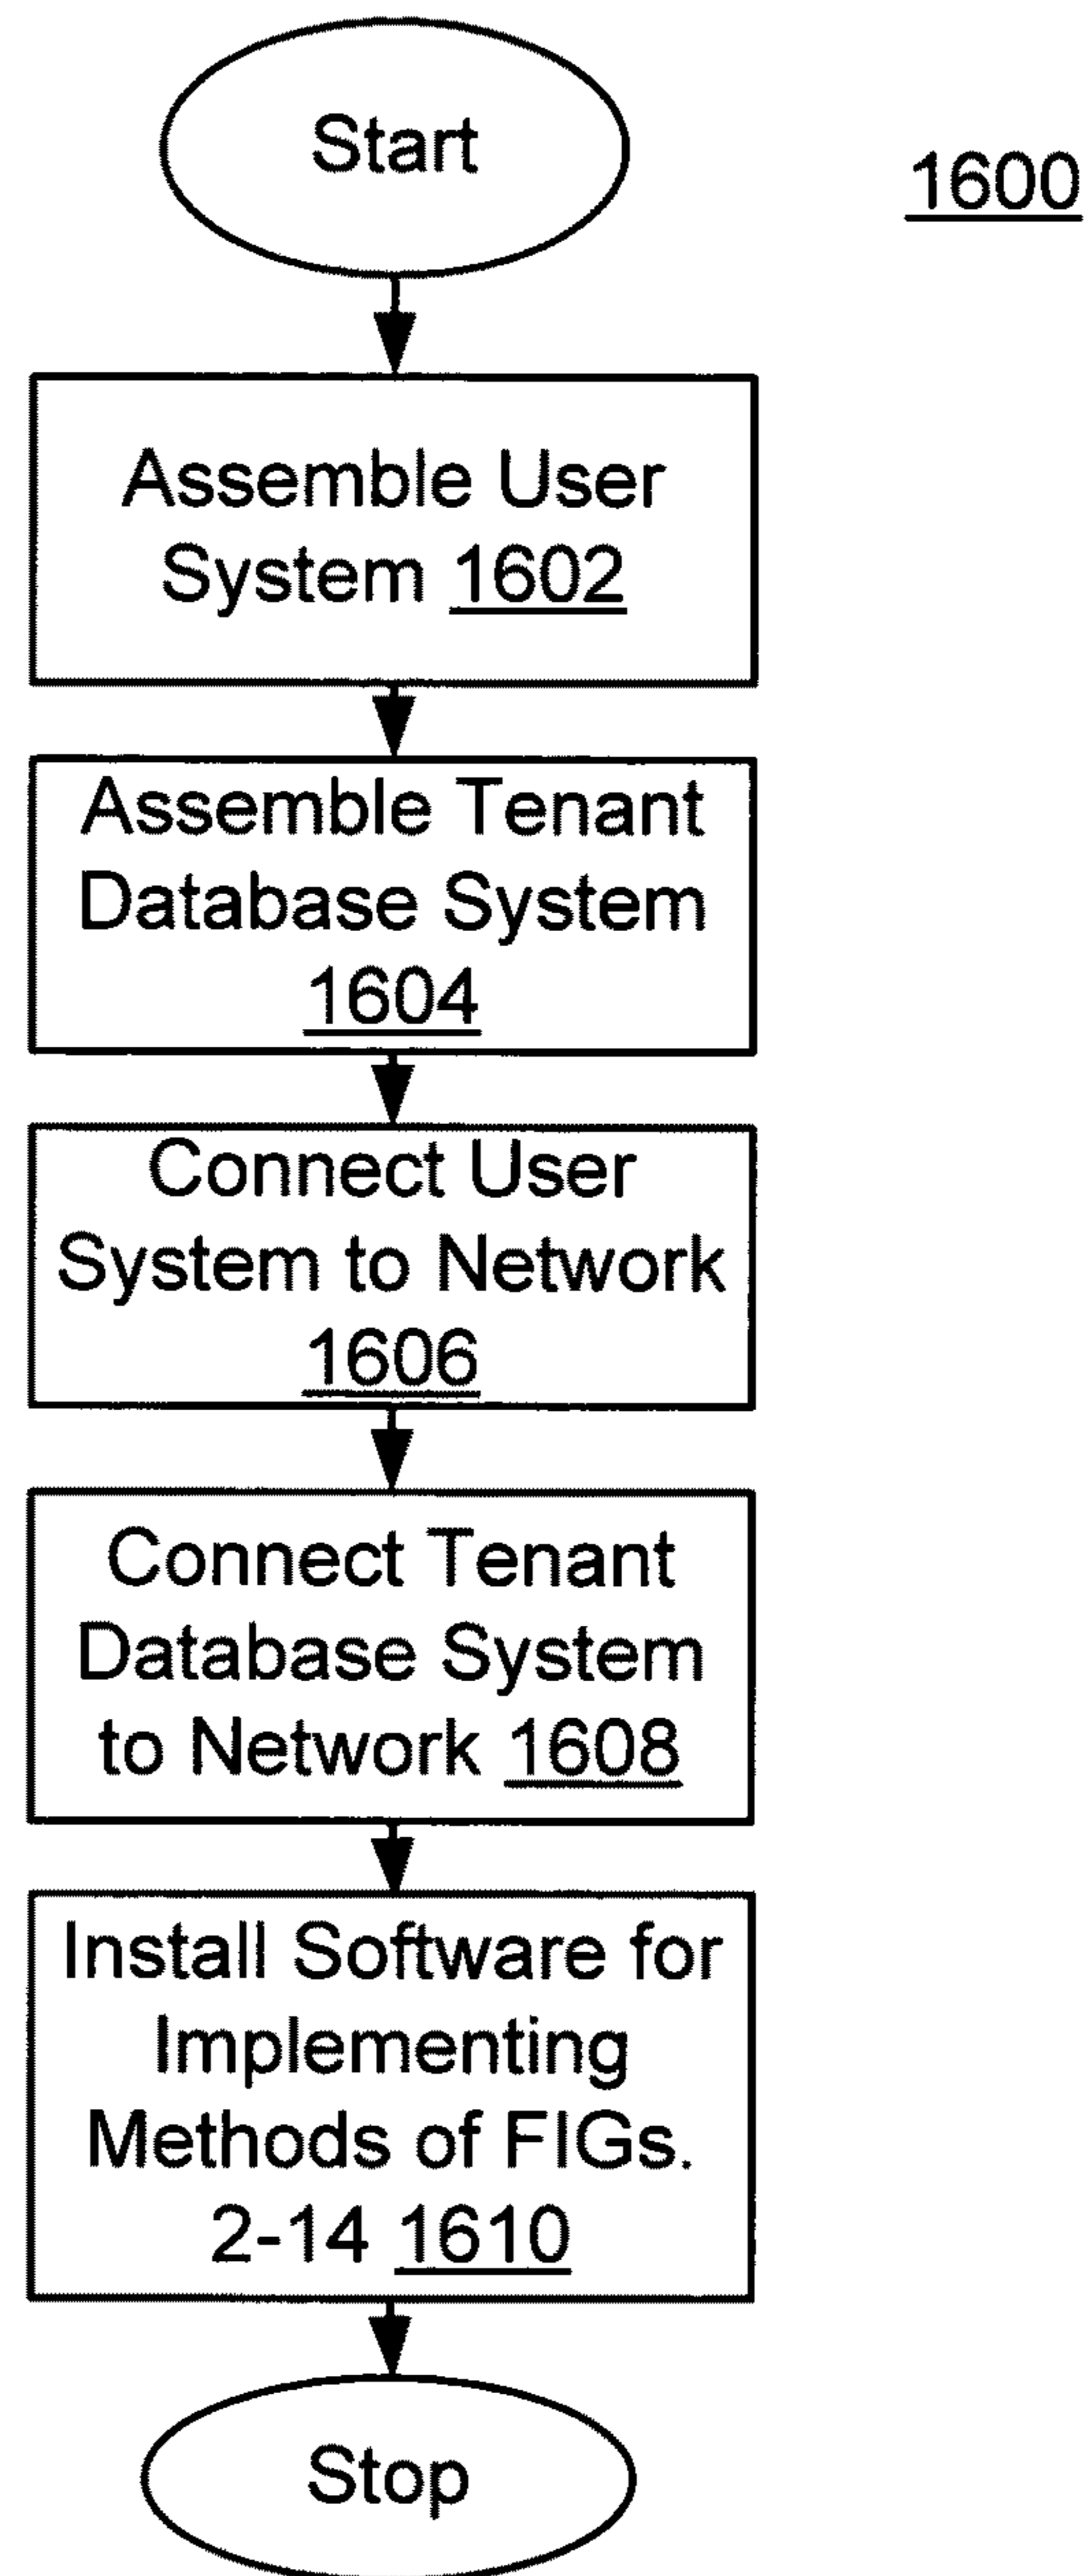 Start
1600
Assemble User
System 1602
Assemble Tenant
Database System
1604
Connect User
System to Network
1606
Connect Tenant
Database System
to Network 1608
Install Software for
Implementing
Methods of FIGs.
2-14 1610
Stop